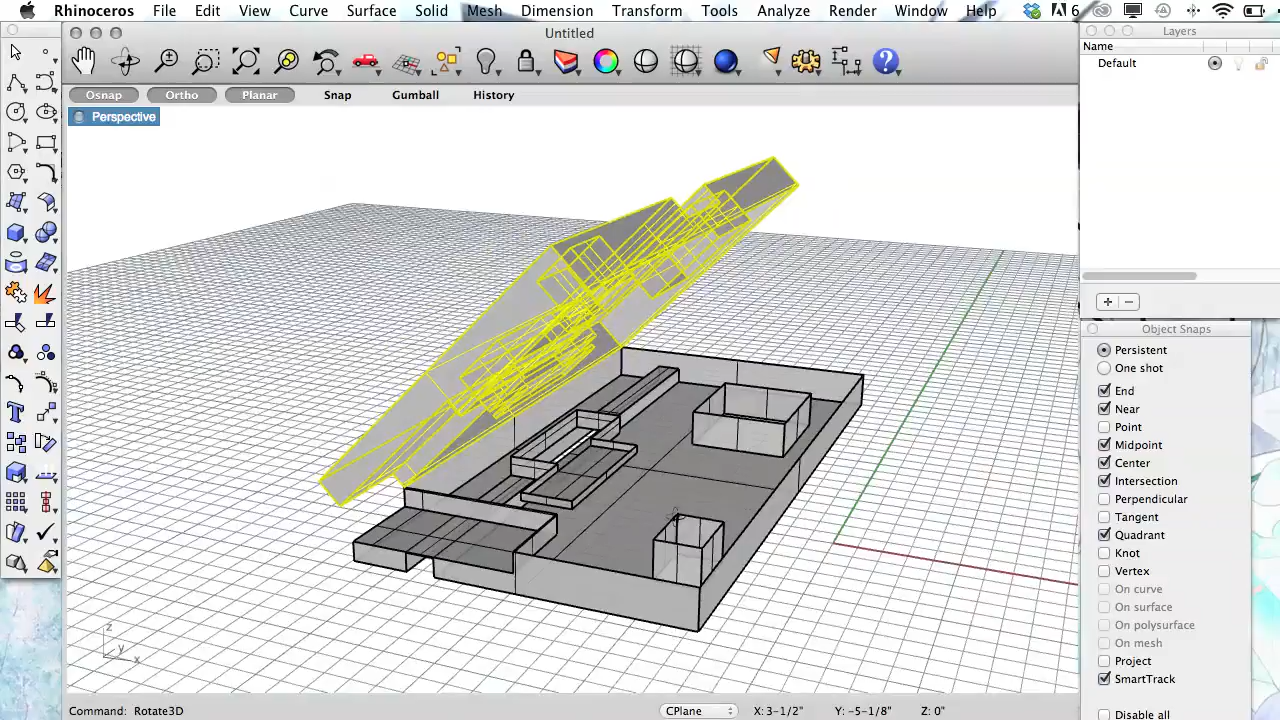 Rhinoceros File Edit View Curve Surface Solid Mesh Dimension Transform Tools Analyze Render Window Help 6
Untitled
Layers
Name
Default
Osnap Ortho Planar Snap Gumball History
Perspective
Object Snaps
Persistent
One shot
End
Near
Point
Midpoint
Center
Intersection
Perpendicular
Tangent
Quadrant
Knot
Vertex
On curve
On surface
On polysurface
On mesh
Project
SmartTrack
Disable all
z
y
x
Command: Rotate3D
CPlane X: 3-1/2" Y: -5-1/8" Z: 0"